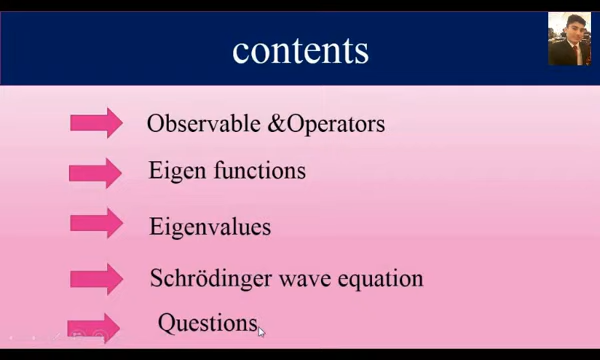 contents
Observable &Operators
Eigen functions
Eigenvalues
Schrödinger wave equation
Questions